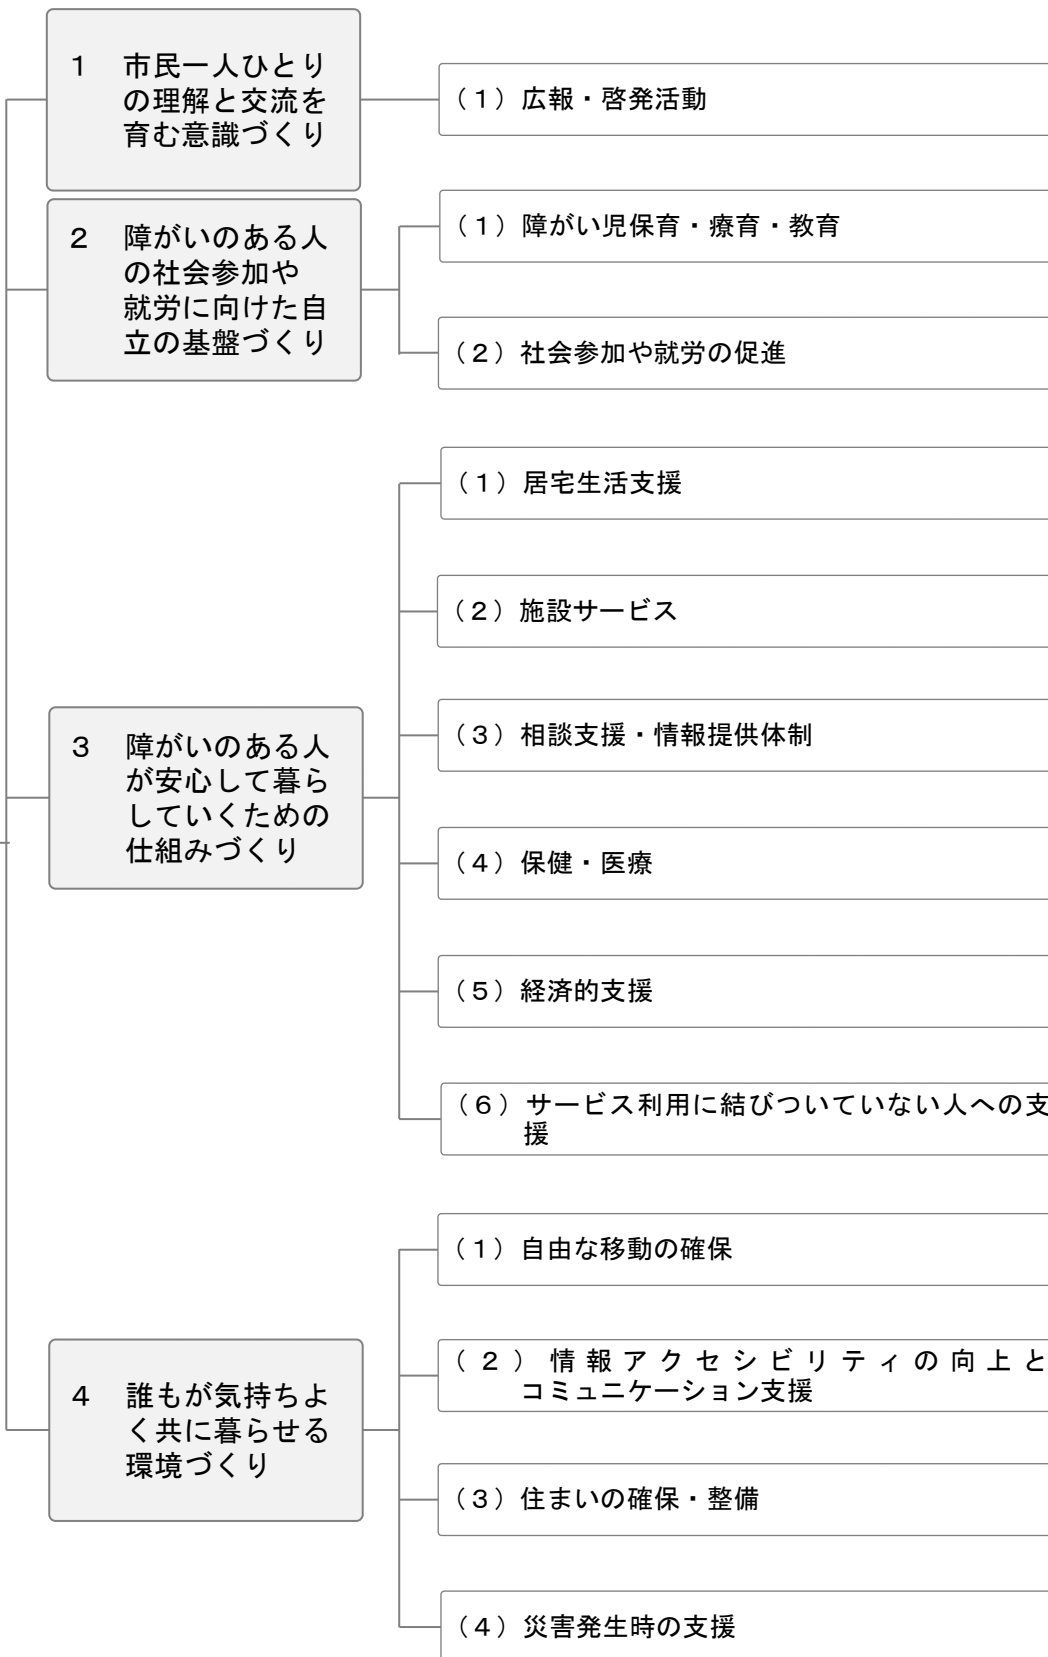 １　市民一人ひとり
の理解と交流を
育む意識づくり
（１）広報・啓発活動
２　障がいのある人
の社会参加や
就労に向けた自
立の基盤づくり
（１）障がい児保育・療育・教育
（２）社会参加や就労の促進
３　障がいのある人
が安心して暮ら
していくための
仕組みづくり
（１）居宅生活支援
（２）施設サービス
（３）相談支援・情報提供体制
（４）保健・医療
（５）経済的支援
（６）サービス利用に結びついていない人への支
援
４　誰もが気持ちよ
く共に暮らせる
環境づくり
（１）自由な移動の確保
（２）情報アクセシビリティの向上と
コミュニケーション支援
（３）住まいの確保・整備
（４）災害発生時の支援